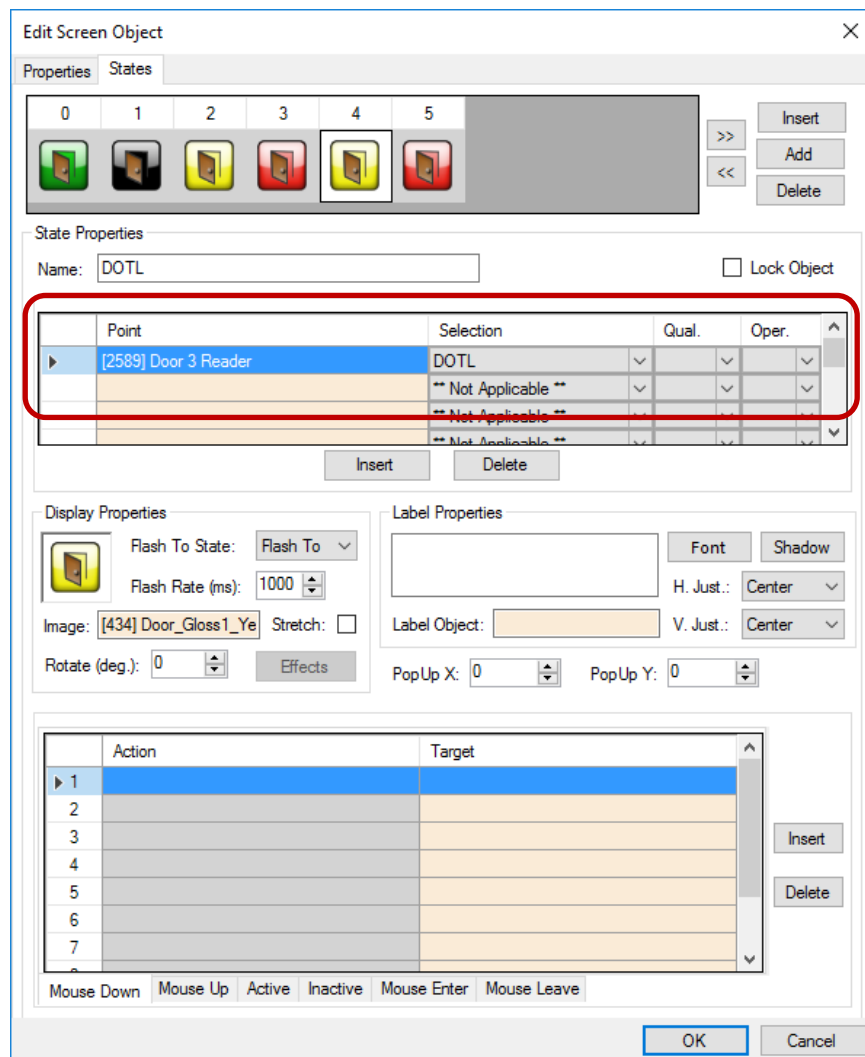 Edit Screen Object
Properties States
0 1 2 3 4 5
>> Insert
<< Add
Delete
State Properties
Name: DOTL Lock Object
Point Selection Qual. Oper.
[2589] Door 3 Reader DOTL
** Not Applicable **
** Not Applicable **
** Not Applicable **
Insert Delete
Display Properties Label Properties
Flash To State: Flash To Font Shadow
Flash Rate (ms): 1000 H. Just.: Center
Image: [434] Door_Gloss1_Ye Stretch: Label Object: V. Just.: Center
Rotate (deg.): 0 Effects PopUp X: 0 PopUp Y: 0
Action Target
1
2
3 Insert
4
5 Delete
6
7
Mouse Down Mouse Up Active Inactive Mouse Enter Mouse Leave
OK Cancel